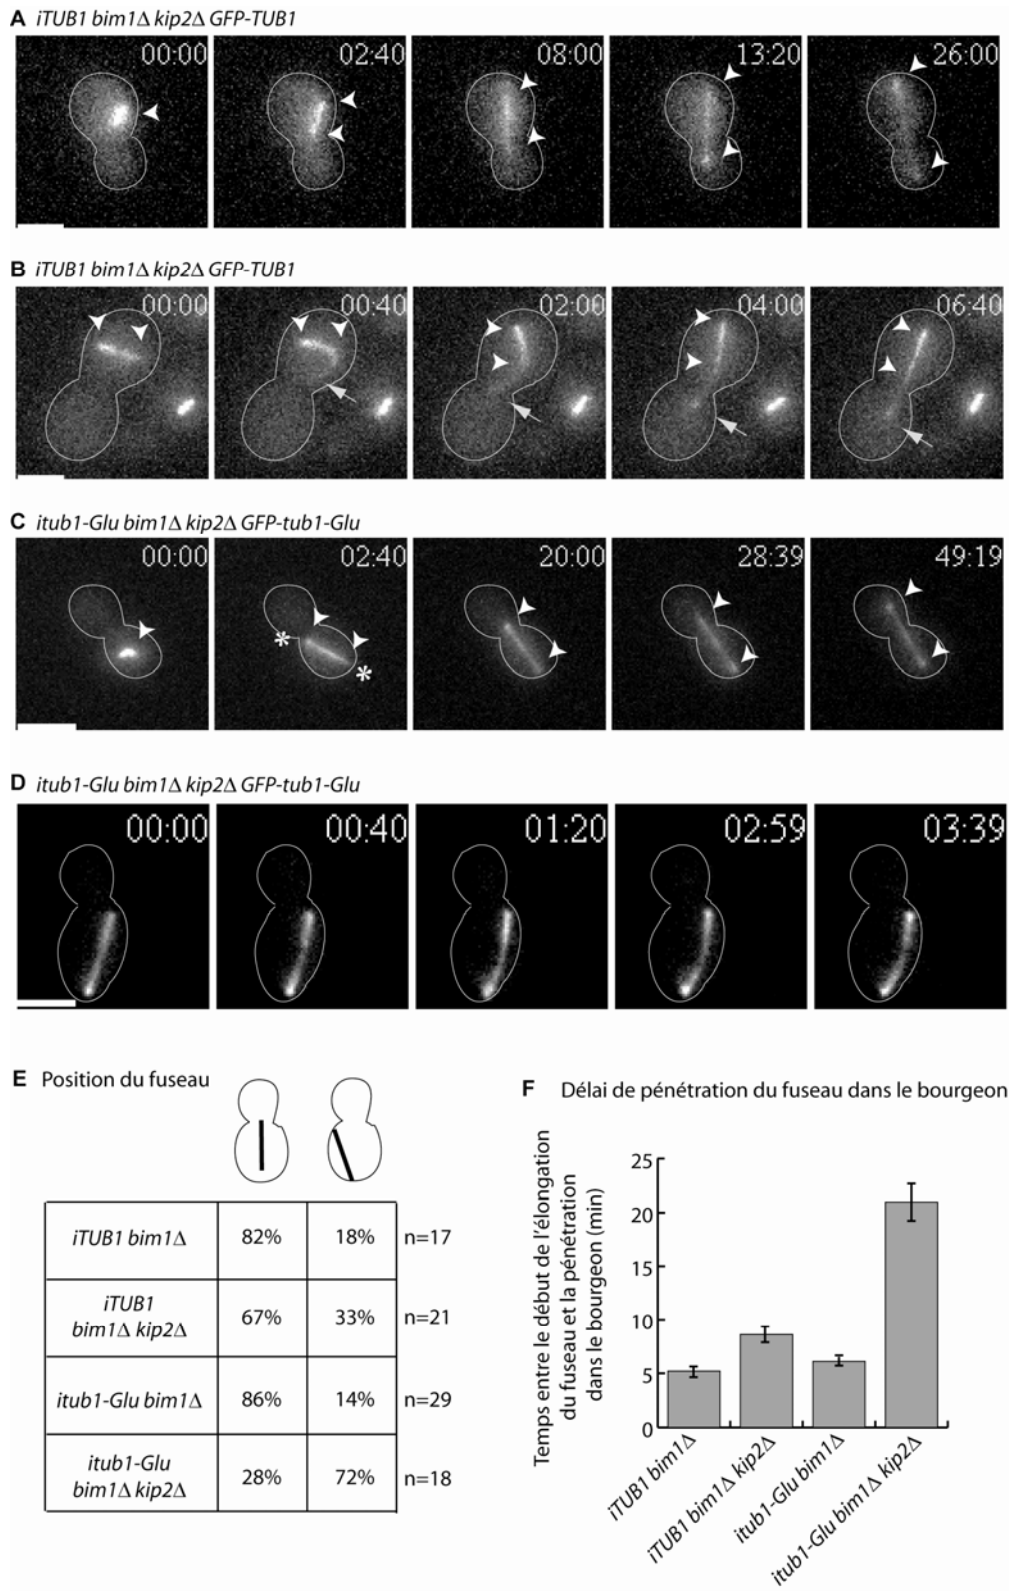 A iTUB1 bim1Δ kip2Δ GFP-TUB1
00:00 02:40 08:00 13:20 26:00
B iTUB1 bim1Δ kip2Δ GFP-TUB1
00:00 00:40 02:00 04:00 06:40
C itub1-Glu bim1Δ kip2Δ GFP-tub1-Glu
00:00 02:40 20:00 28:39 49:19
* *
D itub1-Glu bim1Δ kip2Δ GFP-tub1-Glu
00:00 00:40 01:20 02:59 03:39
E Position du fuseau
iTUB1 bim1Δ 82% 18% n=17
iTUB1
bim1Δ kip2Δ 67% 33% n=21
itub1-Glu bim1Δ 86% 14% n=29
itub1-Glu
bim1Δ kip2Δ 28% 72% n=18
F Délai de pénétration du fuseau dans le bourgeon
Temps entre le début de l'élongation
du fuseau et la pénétration
dans le bourgeon (min)
25
20
15
10
5
0
iTUB1 bim1Δ
iTUB1 bim1Δ kip2Δ
itub1-Glu bim1Δ
itub1-Glu bim1Δ kip2Δ